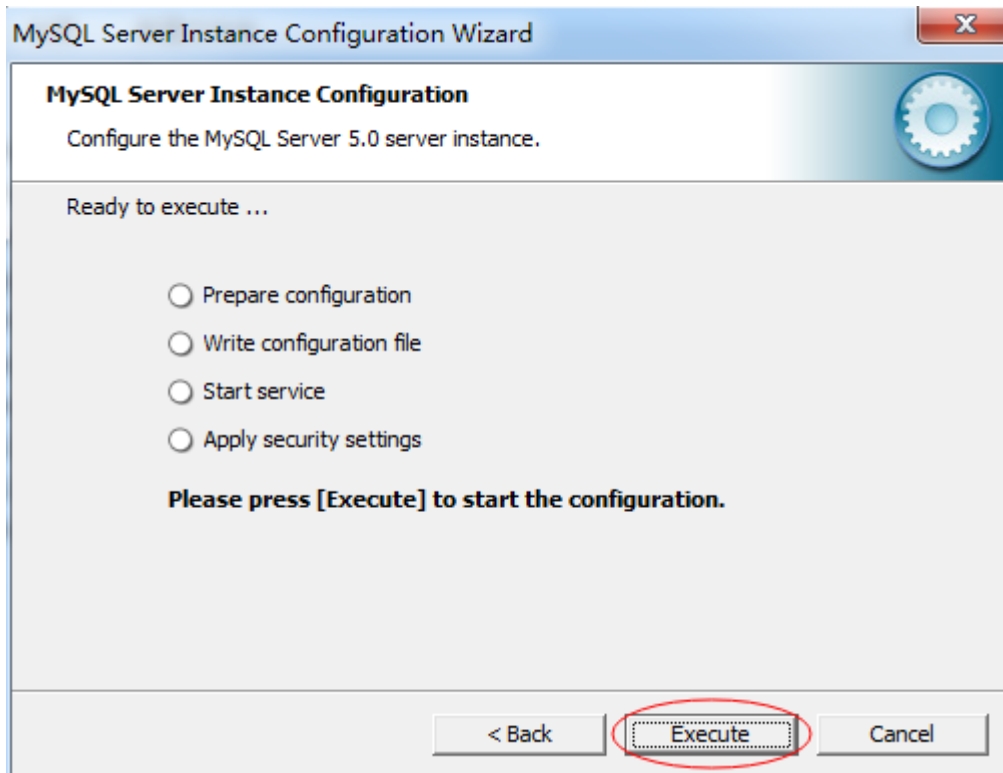 MySQL Server Instance Configuration Wizard
MySQL Server Instance Configuration
Configure the MySQL Server 5.0 server instance.
Ready to execute ...
Prepare configuration
Write configuration file
Start service
Apply security settings
Please press [Execute] to start the configuration.
< Back Execute Cancel